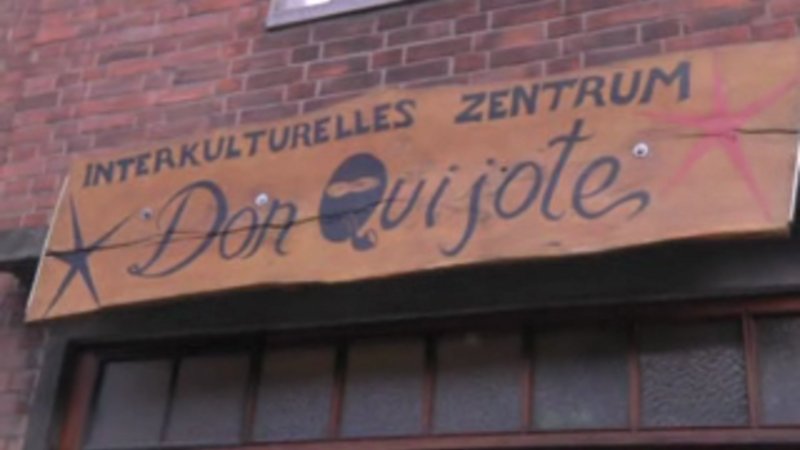 INTERKULTURELLES ZENTRUM
Don Quijote